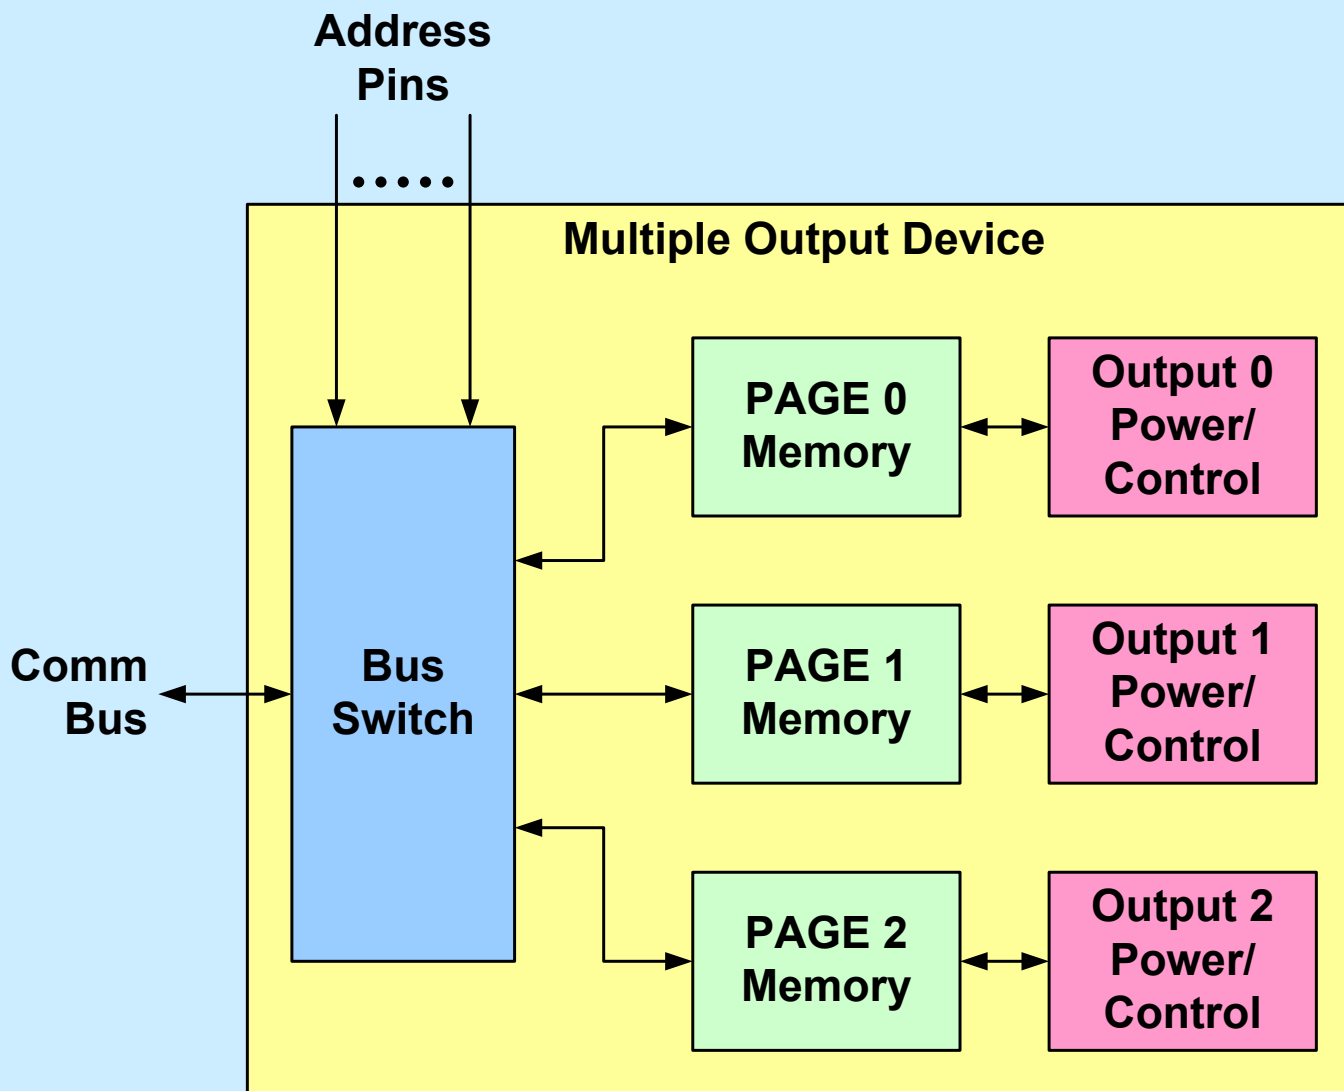 Address
Pins
Multiple Output Device
PAGE 0
Memory
Output 0
Power/
Control
Comm
Bus
Bus
Switch
PAGE 1
Memory
Output 1
Power/
Control
PAGE 2
Memory
Output 2
Power/
Control